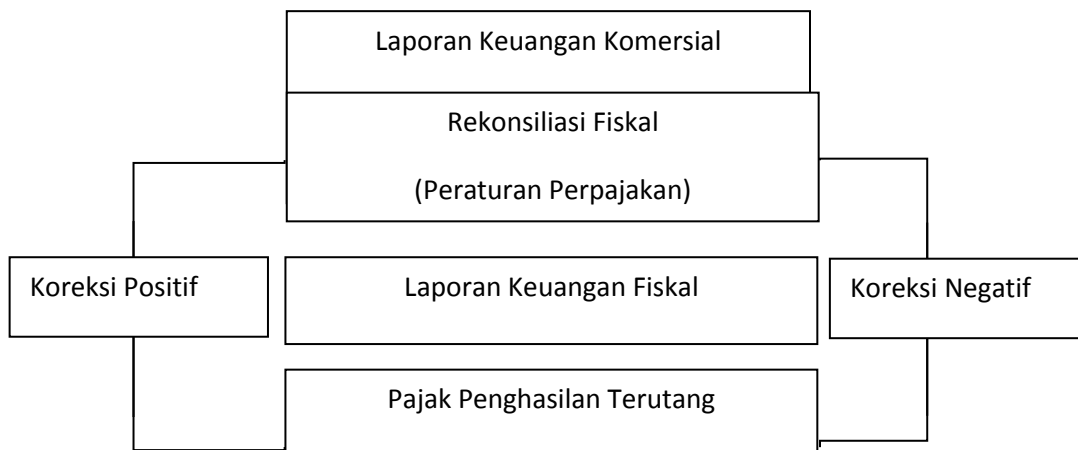 Laporan Keuangan Komersial
Rekonsiliasi Fiskal
(Peraturan Perpajakan)
Koreksi Positif
Laporan Keuangan Fiskal
Koreksi Negatif
Pajak Penghasilan Terutang